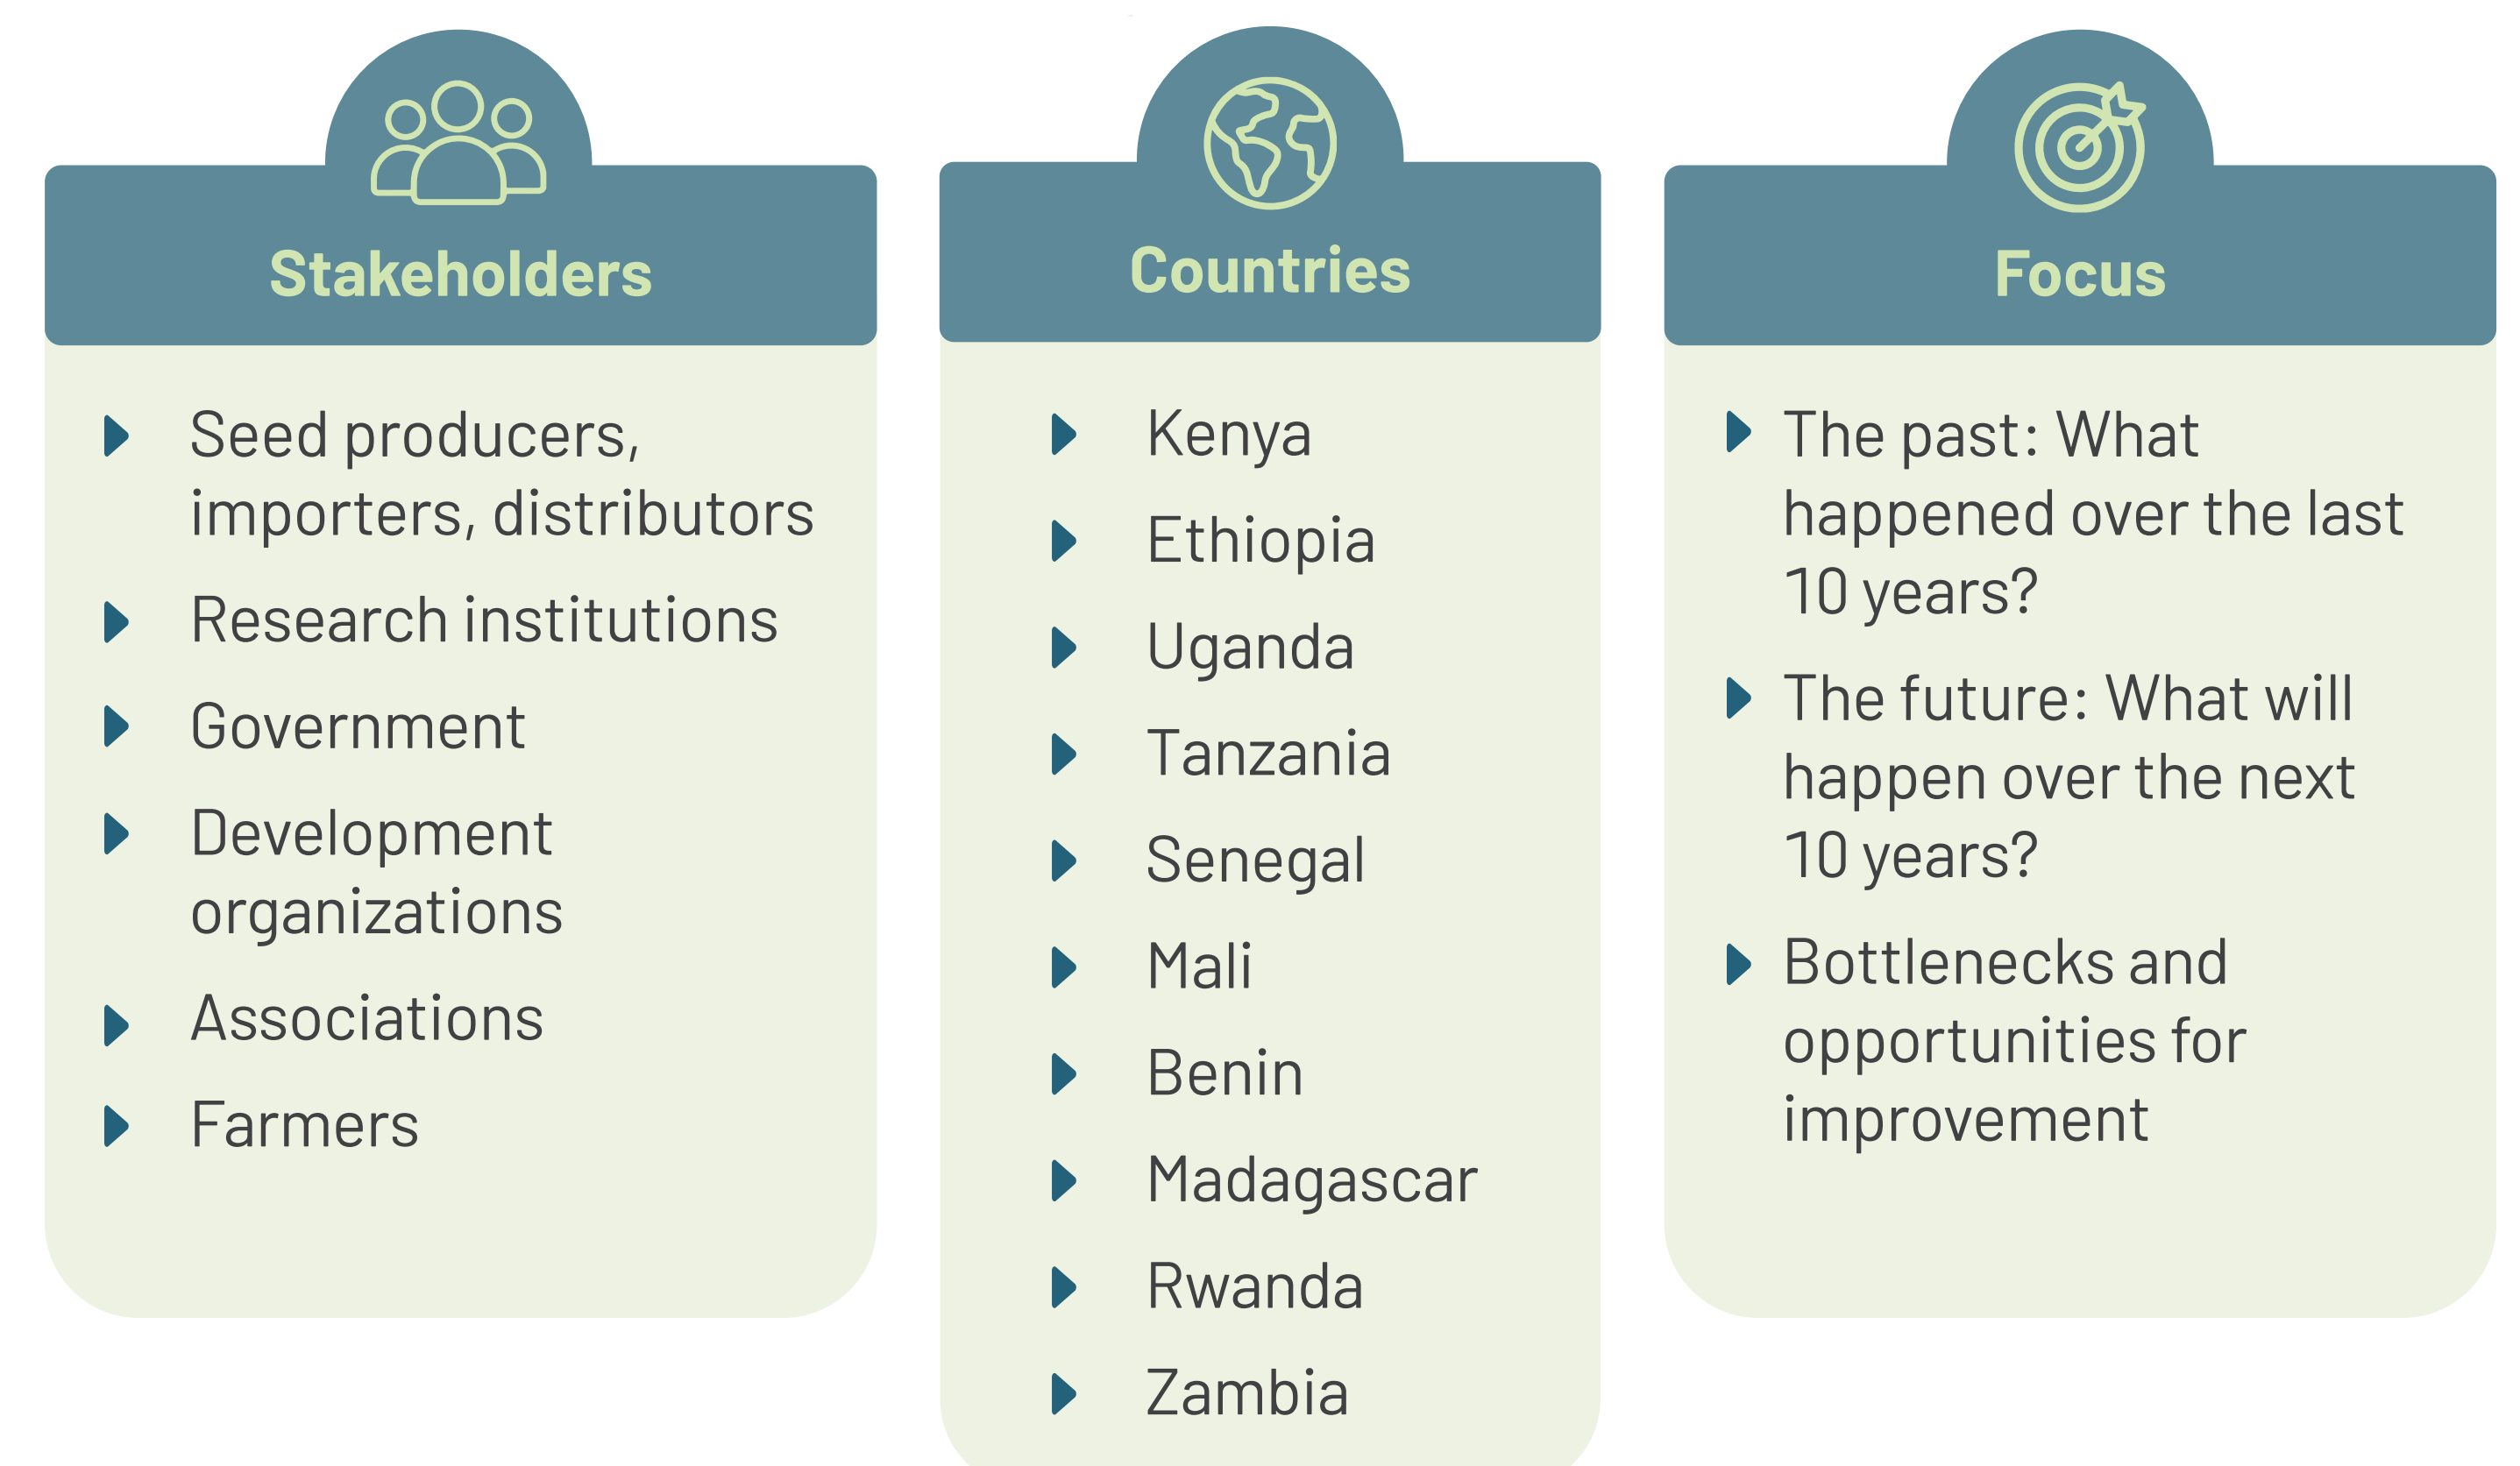 Stakeholders
Seed producers,
importers, distributors
Research institutions
Government
Development
organizations
Associations
Farmers
Countries
Kenya
Ethiopia
Uganda
Tanzania
Senegal
Mali
Benin
Madagascar
Rwanda
Zambia
Focus
The past: What
happened over the last
10 years?
The future: What will
happen over the next
10 years?
Bottlenecks and
opportunities for
improvement